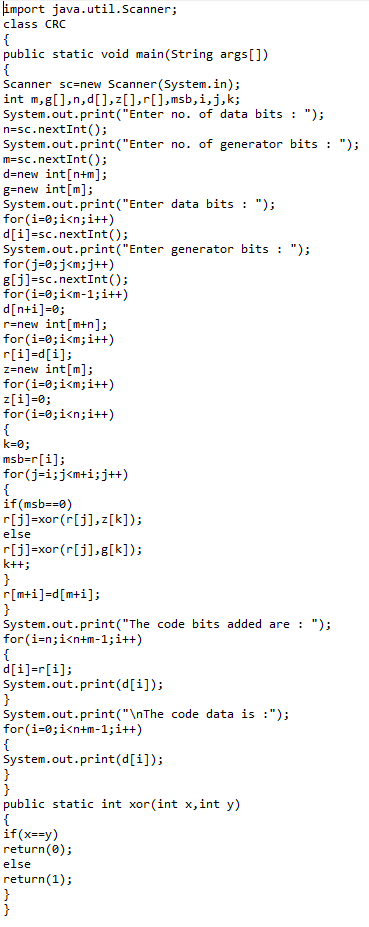 import java.util.Scanner;
class CRC
{
public static void main(String args[])
{
Scanner sc=new Scanner(System.in);
int m,g[],n,d[],z[],r[],msb,i,j,k;
System.out.print("Enter no. of data bits : ");
n=sc.nextInt();
System.out.print("Enter no. of generator bits : ");
m=sc.nextInt();
d=new int[n+m];
g=new int[m];
System.out.print("Enter data bits : ");
for(i=0;i<n;i++)
d[i]=sc.nextInt();
System.out.print("Enter generator bits : ");
for(j=0;j<m;j++)
g[j]=sc.nextInt();
for(i=0;i<m-1;i++)
d[n+i]=0;
r=new int[m+n];
for(i=0;i<m;i++)
r[i]=d[i];
z=new int[m];
for(i=0;i<m;i++)
z[i]=0;
for(i=0;i<n;i++)
{
k=0;
msb=r[i];
for(j=i;j<m+i;j++)
{
if(msb==0)
r[j]=xor(r[j],z[k]);
else
r[j]=xor(r[j],g[k]);
k++;
}
r[m+i]=d[m+i];
}
System.out.print("The code bits added are : ");
for(i=n;i<n+m-1;i++)
{
d[i]=r[i];
System.out.print(d[i]);
}
System.out.print("\nThe code data is :");
for(i=0;i<n+m-1;i++)
{
System.out.print(d[i]);
}
}
public static int xor(int x,int y)
{
if(x==y)
return(0);
else
return(1);
}
}